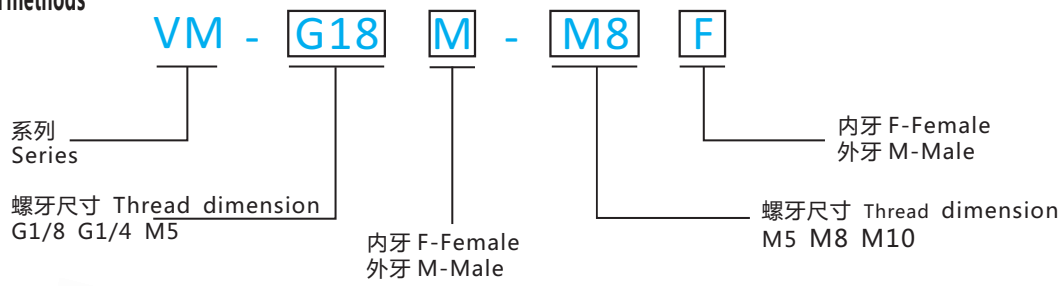 VM - G18 M - M8 F
系列
Series
内牙 F-Female
外牙 M-Male
螺牙尺寸 Thread dimension
G1/8 G1/4 M5
螺牙尺寸 Thread dimension
M5 M8 M10
内牙 F-Female
外牙 M-Male